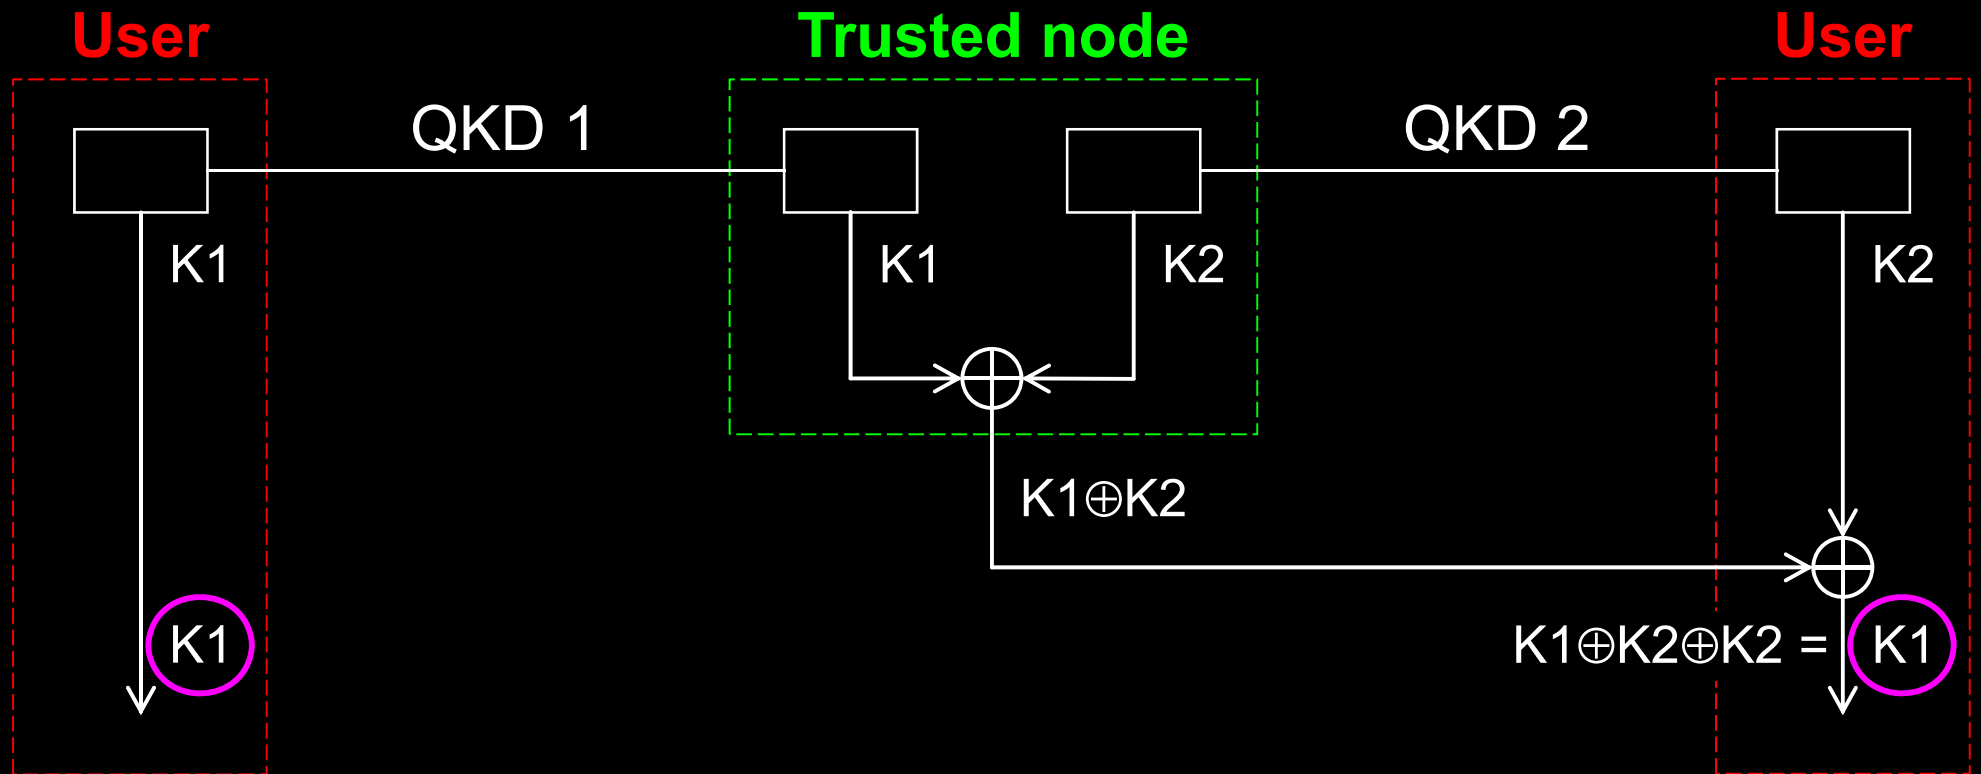 User
Trusted node
User
QKD 1
QKD 2
K1
K1
K2
K2
K1⊕K2
K1
K1⊕K2⊕K2 = K1